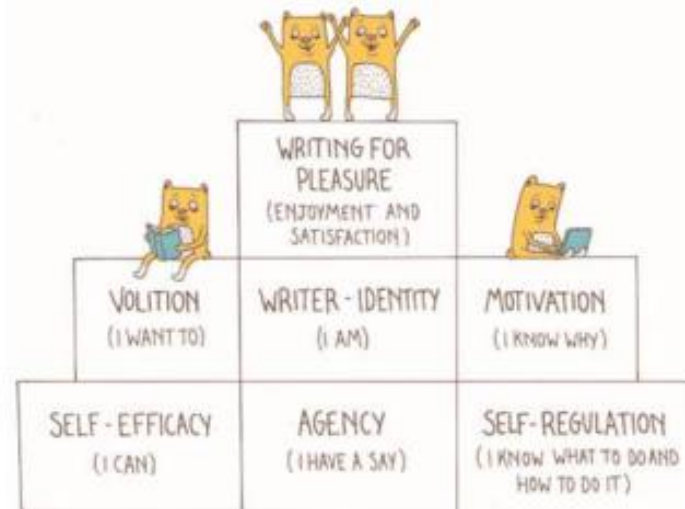 WRITING FOR
PLEASURE
(ENJOYMENT AND
SATISFACTION)
VOLITION
(I WANT TO)
WRITER-IDENTITY
(I AM)
MOTIVATION
(I KNOW WHY)
SELF-EFFICACY
(I CAN)
AGENCY
(I HAVE A SAY)
SELF-REGULATION
(I KNOW WHAT TO DO AND
HOW TO DO IT)